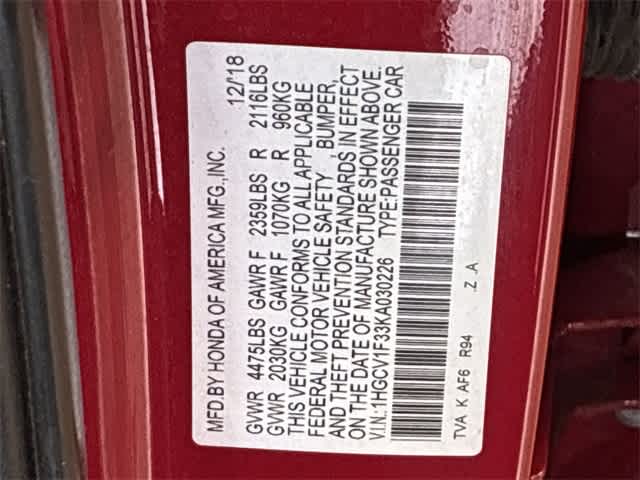 MFD.BY HONDA OF AMERICA MFG.,INC. 12/18
GVWR 4475LBS GAWR F 2359LBS R 2116LBS
GVWR 2030KG GAWR F 1070KG R 960KG
THIS VEHICLE CONFORMS TO ALL APPLICABLE
FEDERAL MOTOR VEHICLE SAFETY , BUMPER,
AND THEFT PREVENTION STANDARDS IN EFFECT
ON THE DATE OF MANUFACTURE SHOWN ABOVE.
V.I.N.:1HGCV1F33KA030226 TYPE:PASSENGER CAR
TVA K AF6 R94 Z A